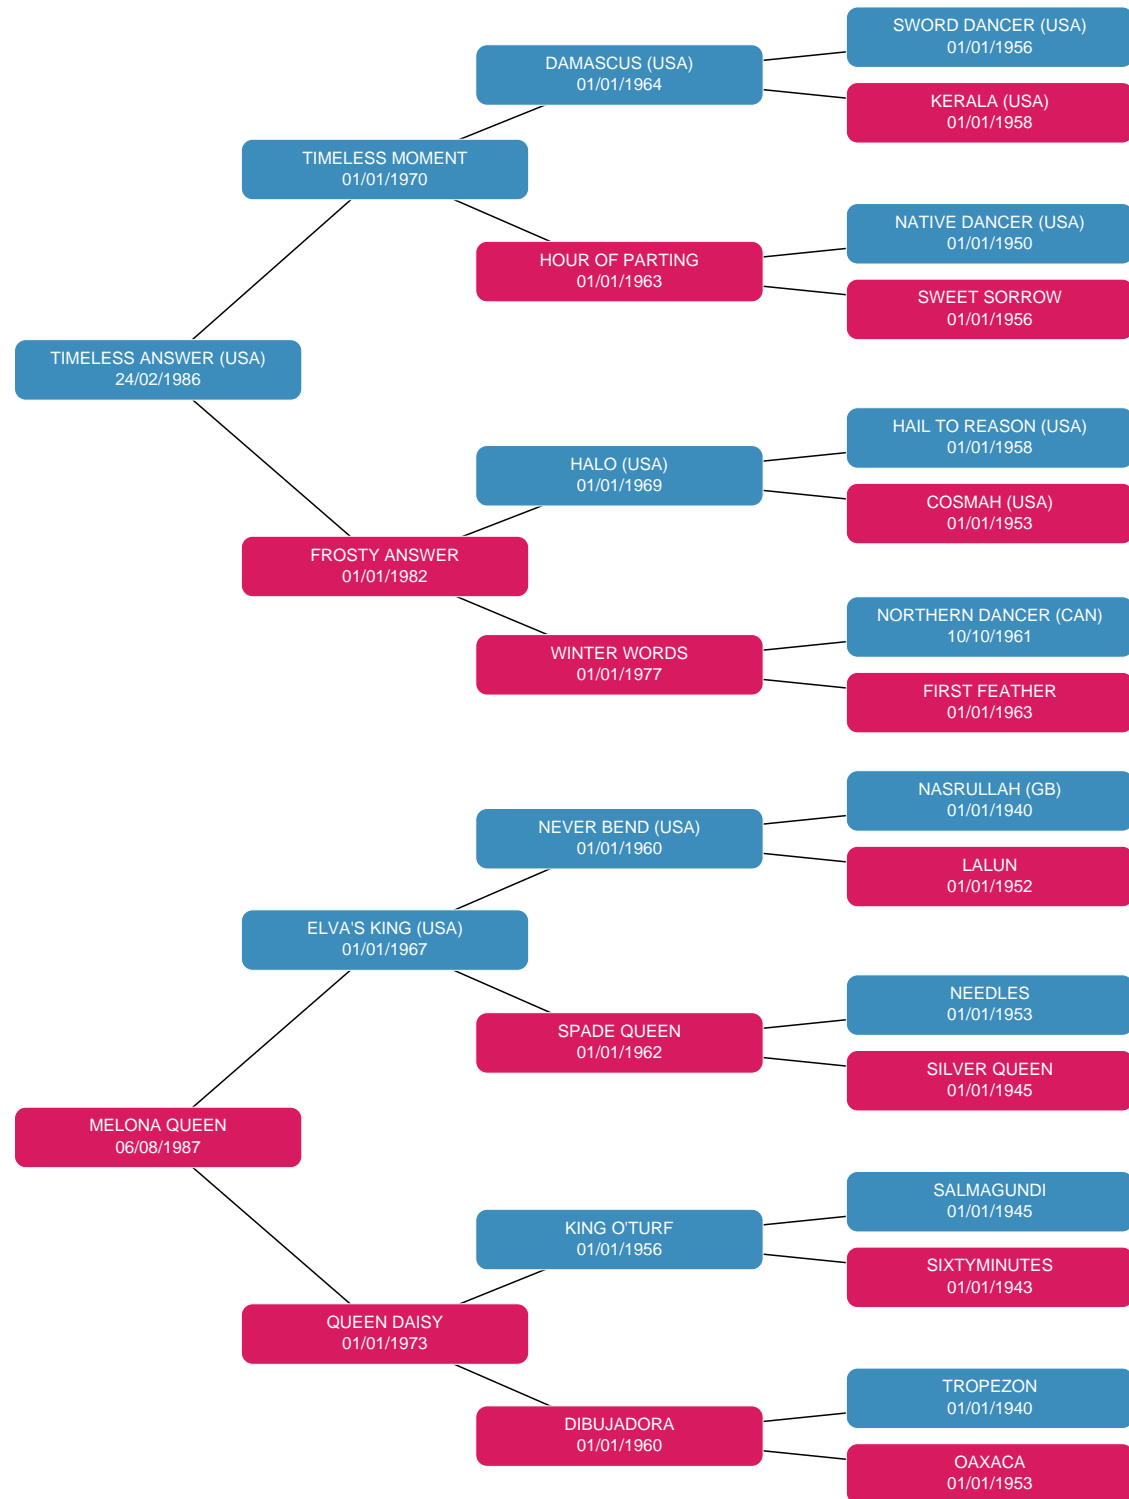 SWORD DANCER (USA)
01/01/1956
DAMASCUS (USA)
01/01/1964
KERALA (USA)
01/01/1958
TIMELESS MOMENT
01/01/1970
NATIVE DANCER (USA)
01/01/1950
HOUR OF PARTING
01/01/1963
SWEET SORROW
01/01/1956
TIMELESS ANSWER (USA)
24/02/1986
HAIL TO REASON (USA)
01/01/1958
HALO (USA)
01/01/1969
COSMAH (USA)
01/01/1953
FROSTY ANSWER
01/01/1982
NORTHERN DANCER (CAN)
10/10/1961
WINTER WORDS
01/01/1977
FIRST FEATHER
01/01/1963
NASRULLAH (GB)
01/01/1940
NEVER BEND (USA)
01/01/1960
LALUN
01/01/1952
ELVA'S KING (USA)
01/01/1967
NEEDLES
01/01/1953
SPADE QUEEN
01/01/1962
SILVER QUEEN
01/01/1945
MELONA QUEEN
06/08/1987
SALMAGUNDI
01/01/1945
KING O'TURF
01/01/1956
SIXTYMINUTES
01/01/1943
QUEEN DAISY
01/01/1973
TROPEZON
01/01/1940
DIBUJADORA
01/01/1960
OAXACA
01/01/1953